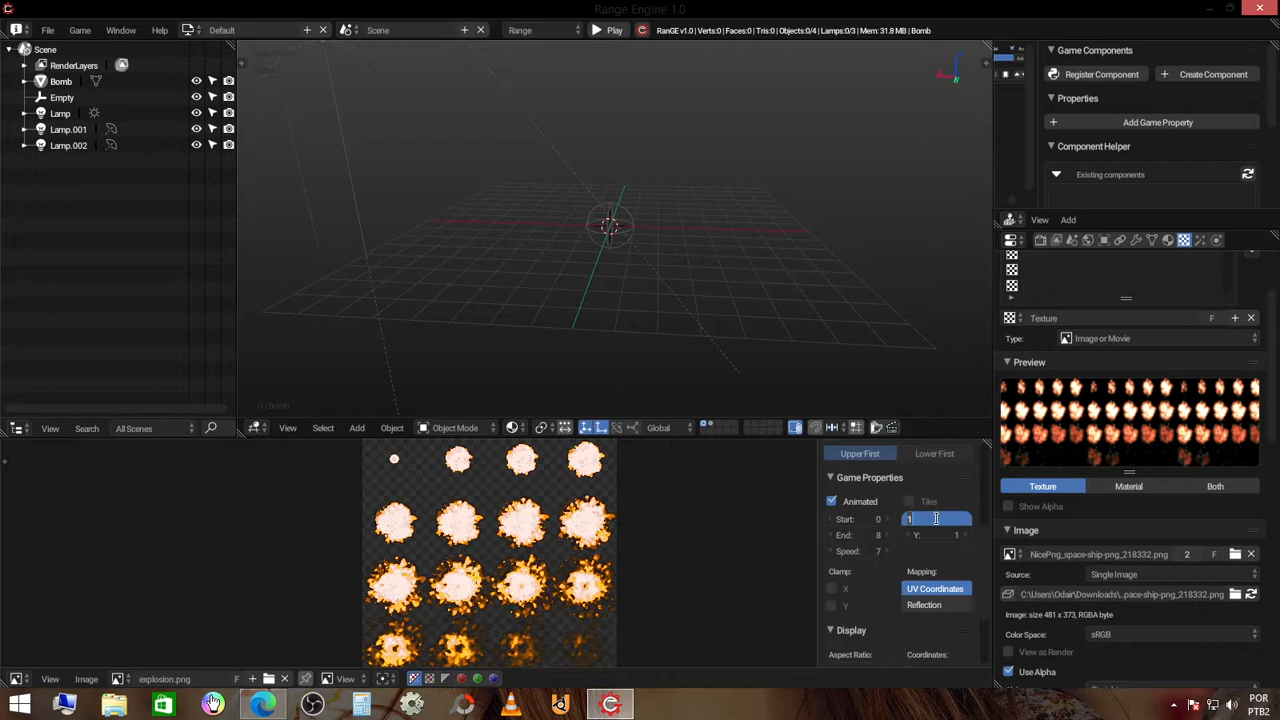 Range Engine 1.0
File Game Window Help Default Scene Range Play RanGE v1.0 | Verts:0 | Faces:0 | Tris:0 | Objects:0/4 | Lamps:0/3 | Mem: 31.8 MB | Bomb
Scene
RenderLayers
Bomb
Empty
Lamp
Lamp.001
Lamp.002
View Search All Scenes
(1) Bomb
View Select Add Object Object Mode Global
Game Components
Register Component Create Component
Properties
Add Game Property
Component Helper
Existing components
View Add
Texture F
Type: Image or Movie
Preview
Texture Material Both
Show Alpha
Image
NicePng_space-ship-png_218332.png 2 F
Source: Single Image
C:\Users\Odair\Downloads\..pace-ship-png_218332.png
Image: size 481 x 373, RGBA byte
Color Space: sRGB
View as Render
Use Alpha
Upper First Lower First
Game Properties
Animated Tiles
Start: 0 1
End: 8 Y: 1
Speed: 7
Clamp: Mapping:
X UV Coordinates
Y Reflection
Display
Aspect Ratio: Coordinates:
View Image explosion.png F View
POR
PTB2